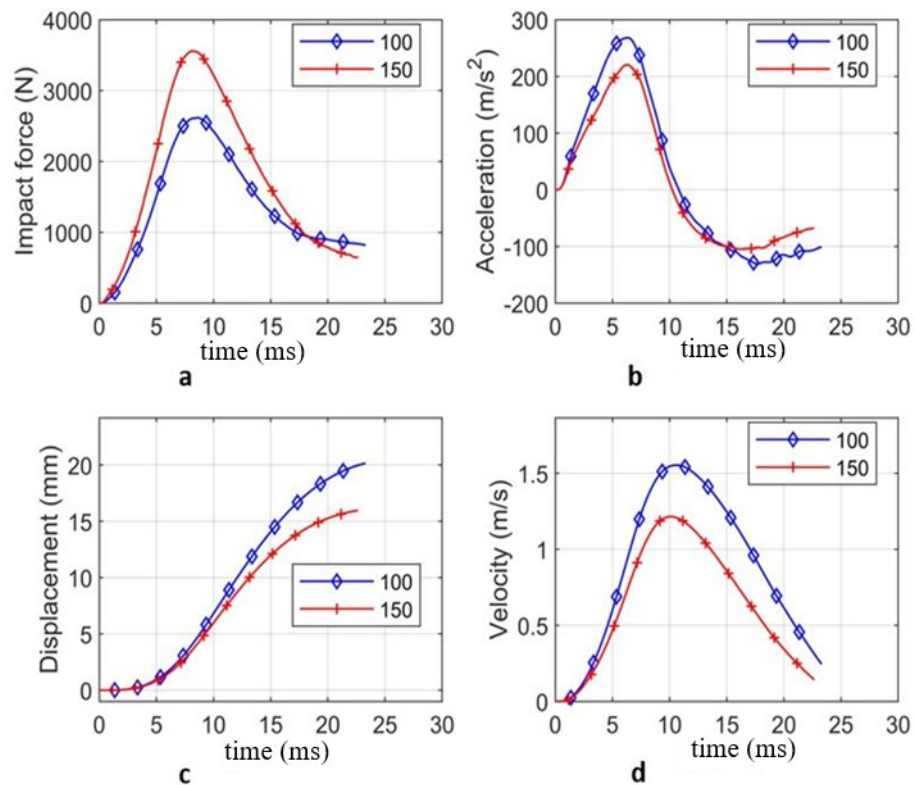 Impact force (N)
4000
3000
2000
1000
0
0 5 10 15 20 25 30
time (ms)
100
150
a
Acceleration (m/s²)
300
200
100
0
-100
-200
0 5 10 15 20 25 30
time (ms)
100
150
b
Displacement (mm)
20
15
10
5
0
0 5 10 15 20 25 30
time (ms)
100
150
c
Velocity (m/s)
1.5
1
0.5
0
0 5 10 15 20 25 30
time (ms)
100
150
d